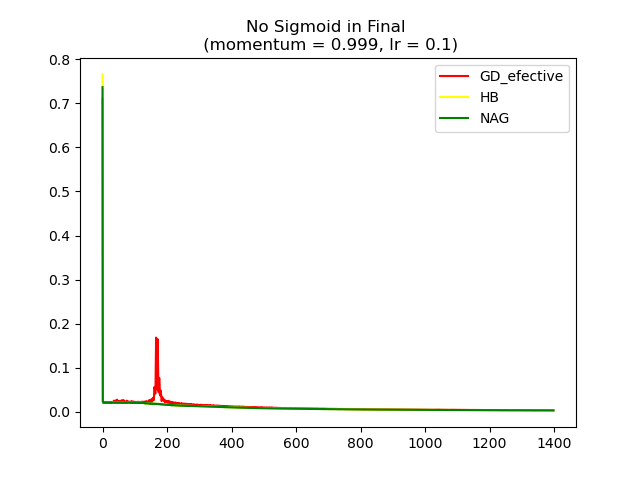 No Sigmoid in Final
(momentum = 0.999, lr = 0.1)
GD_efective
HB
NAG
0.8
0.7
0.6
0.5
0.4
0.3
0.2
0.1
0.0
0 200 400 600 800 1000 1200 1400